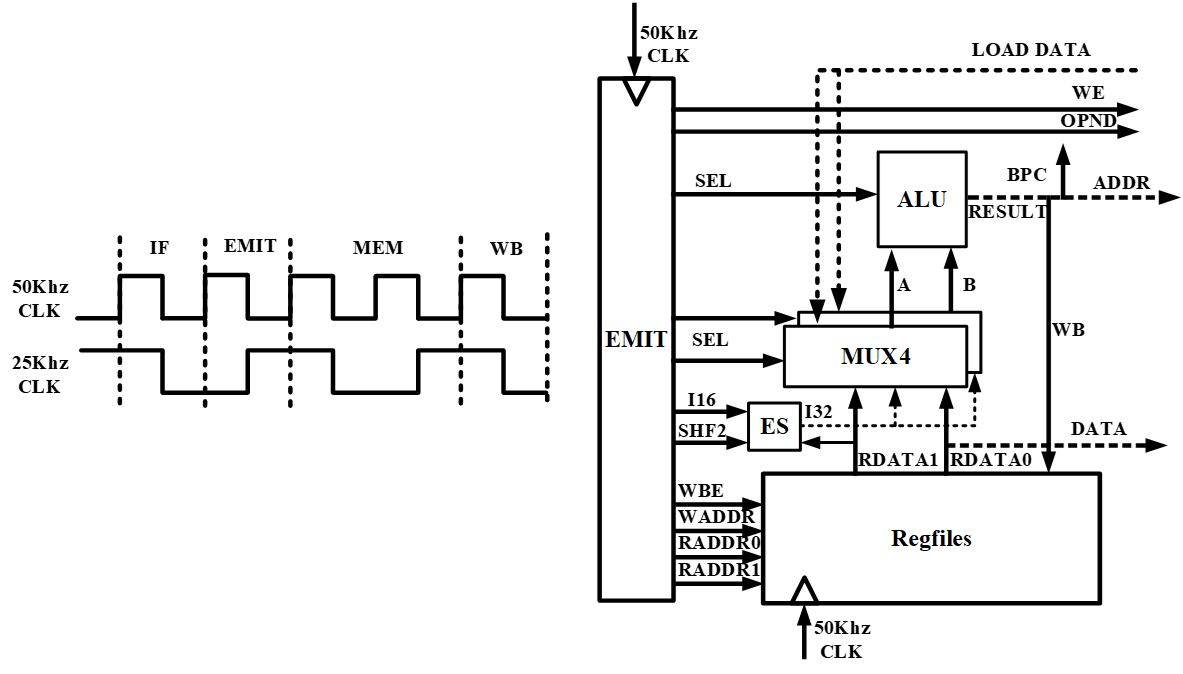 IF EMIT MEM WB
50Khz
CLK
25Khz
CLK
50Khz
CLK
LOAD DATA
WE
OPND
SEL
ALU
BPC
ADDR
RESULT
A
B
EMIT
SEL
MUX4
WB
I16
ES
I32
SHF2
DATA
RDATA1
RDATA0
WBE
WADDR
RADDR0
RADDR1
Regfiles
50Khz
CLK